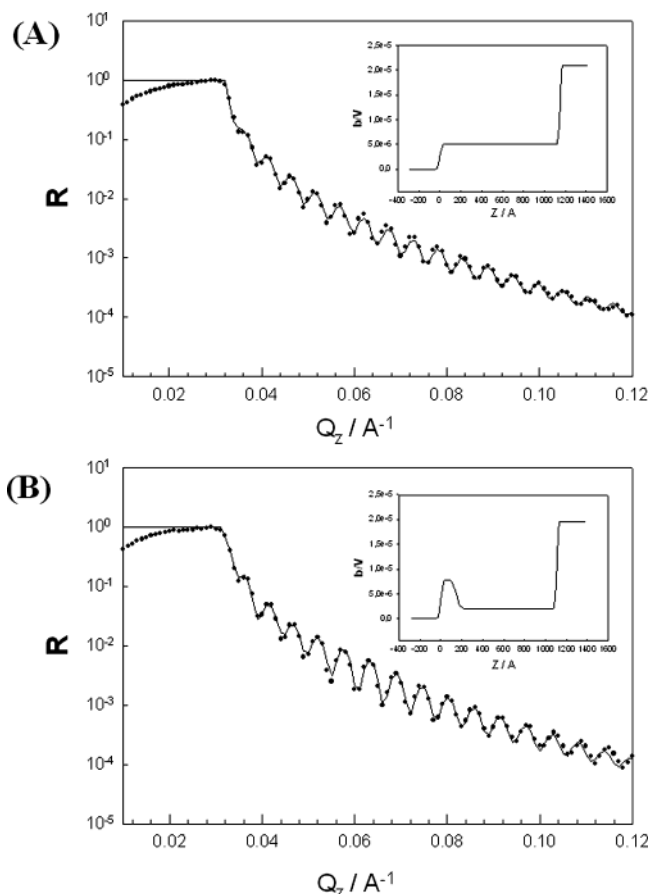 (A)
10¹
10⁰
10⁻¹
10⁻²
10⁻³
10⁻⁴
10⁻⁵
R
0.02 0.04 0.06 0.08 0.10 0.12
Q_z / A⁻¹
2,5e-5
2,0e-5
1,5e-5
1,0e-5
5,0e-6
0,0
b/V
-400 -200 0 200 400 600 800 1000 1200 1400 1600
Z / A
(B)
10¹
10⁰
10⁻¹
10⁻²
10⁻³
10⁻⁴
10⁻⁵
R
0.02 0.04 0.06 0.08 0.10 0.12
Q_z / A⁻¹
2,5e-5
2,0e-5
1,5e-5
1,0e-5
5,0e-6
0,0
b/V
-400 -200 0 200 400 600 800 1000 1200 1400 1600
Z / A